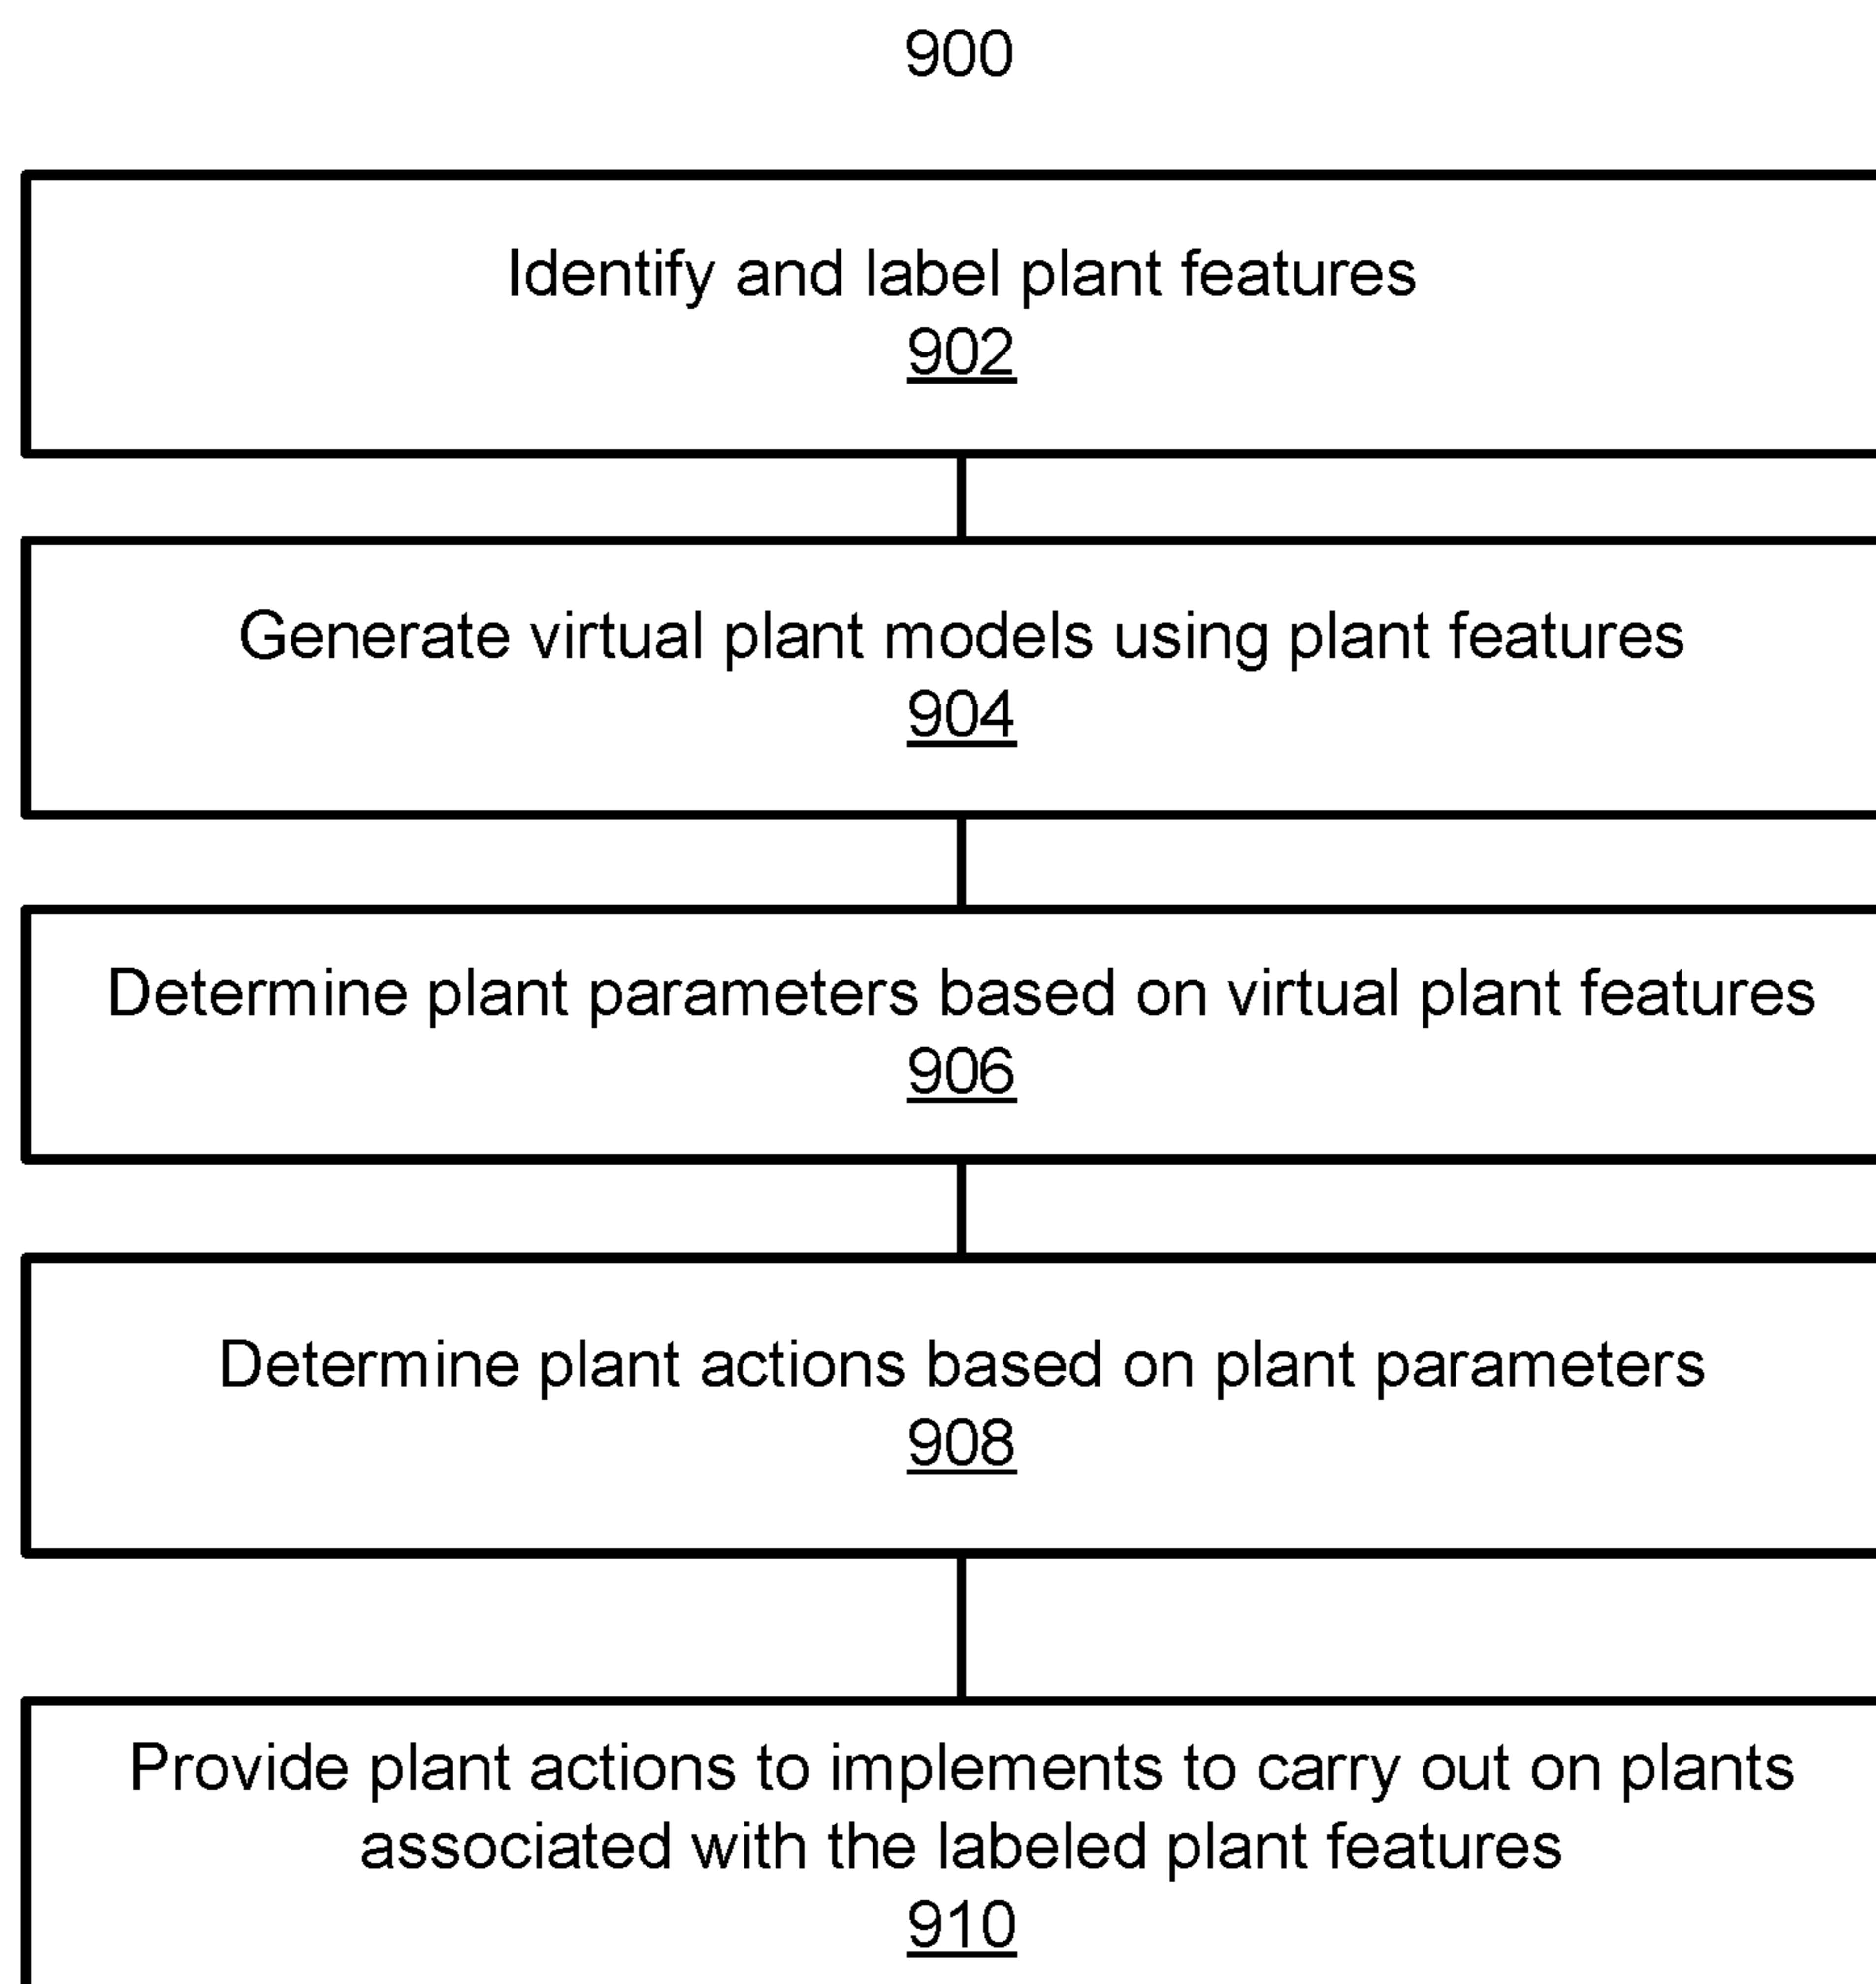 900
Identify and label plant features
902
Generate virtual plant models using plant features
904
Determine plant parameters based on virtual plant features
906
Determine plant actions based on plant parameters
908
Provide plant actions to implements to carry out on plants
associated with the labeled plant features
910